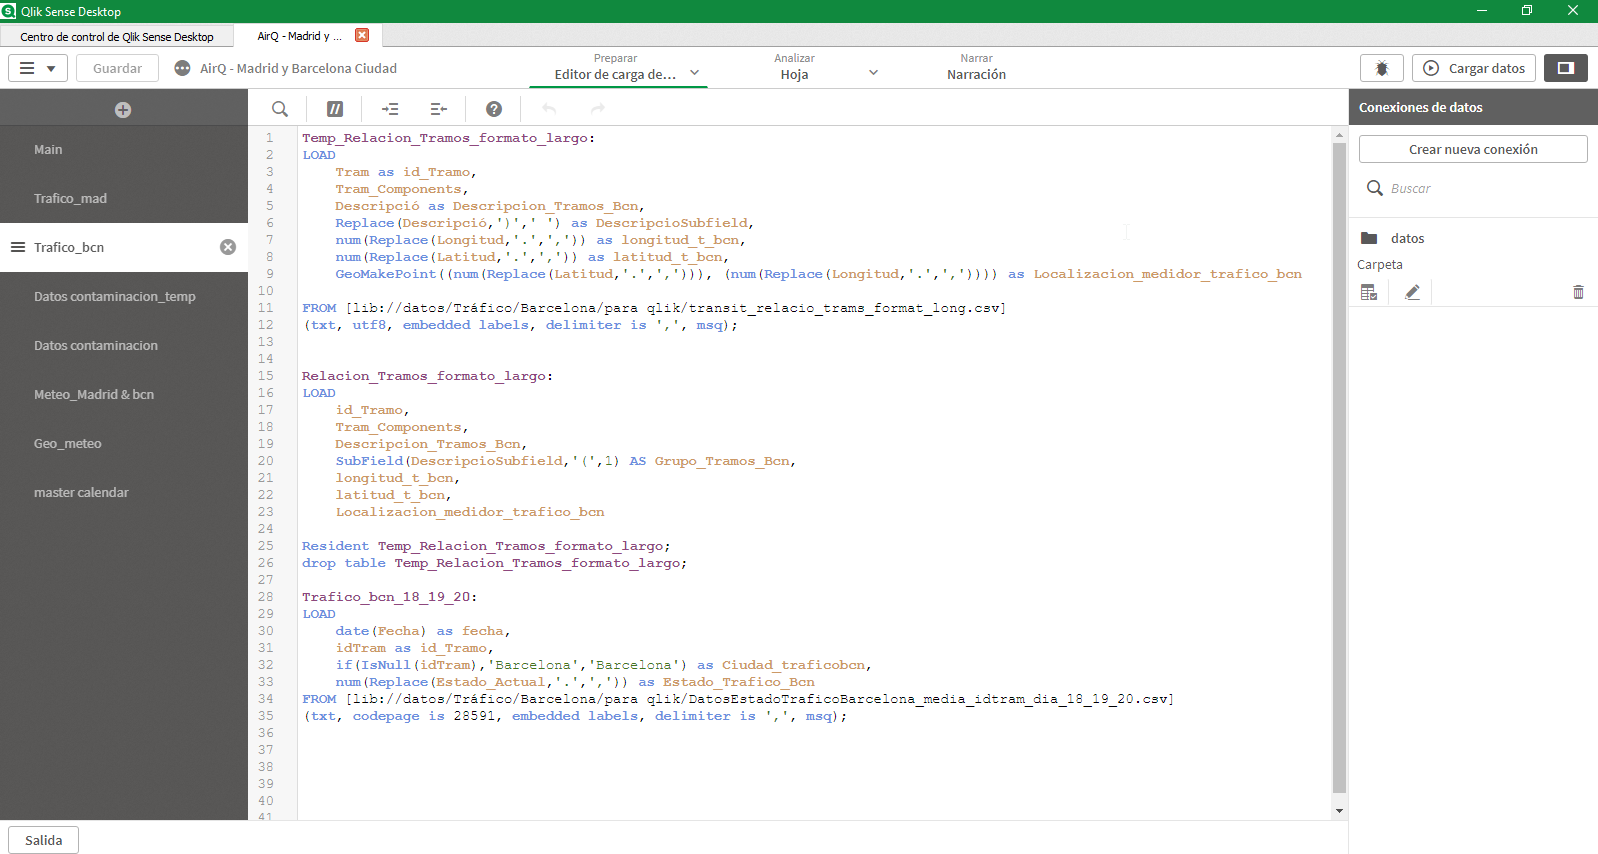 Qlik Sense Desktop
Centro de control de Qlik Sense Desktop
AirQ - Madrid y ...
Guardar
AirQ - Madrid y Barcelona Ciudad
Preparar
Editor de carga de...
Analizar
Hoja
Narrar
Narración
Cargar datos
Main
Trafico_mad
Trafico_bcn
Datos contaminacion_temp
Datos contaminacion
Meteo_Madrid & bcn
Geo_meteo
master calendar
1 Temp_Relacion_Tramos_formato_largo:
2 LOAD
3 Tram as id_Tramo,
4 Tram_Components,
5 Descripció as Descripcion_Tramos_Bcn,
6 Replace(Descripció,')',' ') as DescripcioSubfield,
7 num(Replace(Longitud,'.',',')) as longitud_t_bcn,
8 num(Replace(Latitud,'.',',')) as latitud_t_bcn,
9 GeoMakePoint((num(Replace(Latitud,'.',','))), (num(Replace(Longitud,'.',',')))) as Localizacion_medidor_trafico_bcn
10
11 FROM [lib://datos/Tráfico/Barcelona/para qlik/transit_relacio_trams_format_long.csv]
12 (txt, utf8, embedded labels, delimiter is ',', msq);
13
14
15 Relacion_Tramos_formato_largo:
16 LOAD
17 id_Tramo,
18 Tram_Components,
19 Descripcion_Tramos_Bcn,
20 SubField(DescripcioSubfield,'(',1) AS Grupo_Tramos_Bcn,
21 longitud_t_bcn,
22 latitud_t_bcn,
23 Localizacion_medidor_trafico_bcn
24
25 Resident Temp_Relacion_Tramos_formato_largo;
26 drop table Temp_Relacion_Tramos_formato_largo;
27
28 Trafico_bcn_18_19_20:
29 LOAD
30 date(Fecha) as fecha,
31 idTram as id_Tramo,
32 if(IsNull(idTram),'Barcelona','Barcelona') as Ciudad_traficobcn,
33 num(Replace(Estado_Actual,'.',',')) as Estado_Trafico_Bcn
34 FROM [lib://datos/Tráfico/Barcelona/para qlik/DatosEstadoTraficoBarcelona_media_idtram_dia_18_19_20.csv]
35 (txt, codepage is 28591, embedded labels, delimiter is ',', msq);
36
37
38
39
40
41
Conexiones de datos
Crear nueva conexión
Buscar
datos
Carpeta
Salida